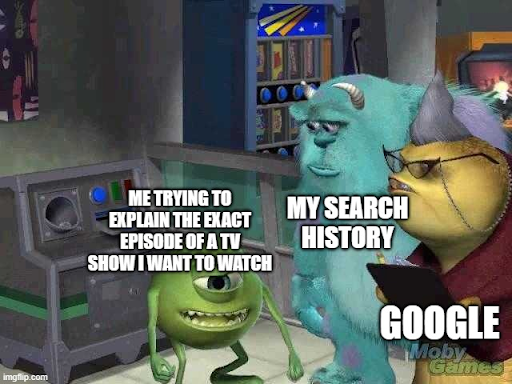 ME TRYING TO
EXPLAIN THE EXACT
EPISODE OF A TV
SHOW I WANT TO WATCH
MY SEARCH
HISTORY
GOOGLE
Moby
Games
imgflip.com